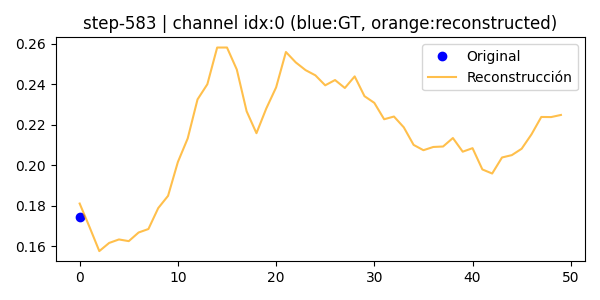 step-583 | channel idx:0 (blue:GT, orange:reconstructed)
Original
Reconstrucción
0.26
0.24
0.22
0.20
0.18
0.16
0 10 20 30 40 50